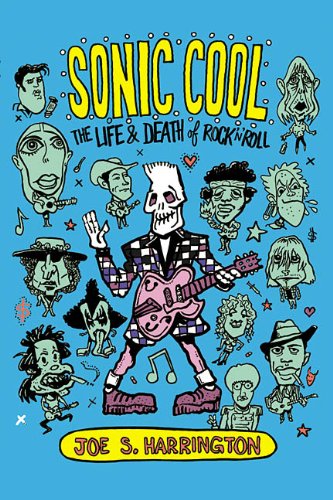 SONIC COOL
THE LIFE & DEATH of ROCK 'N' ROLL
JOE S. HARRINGTON